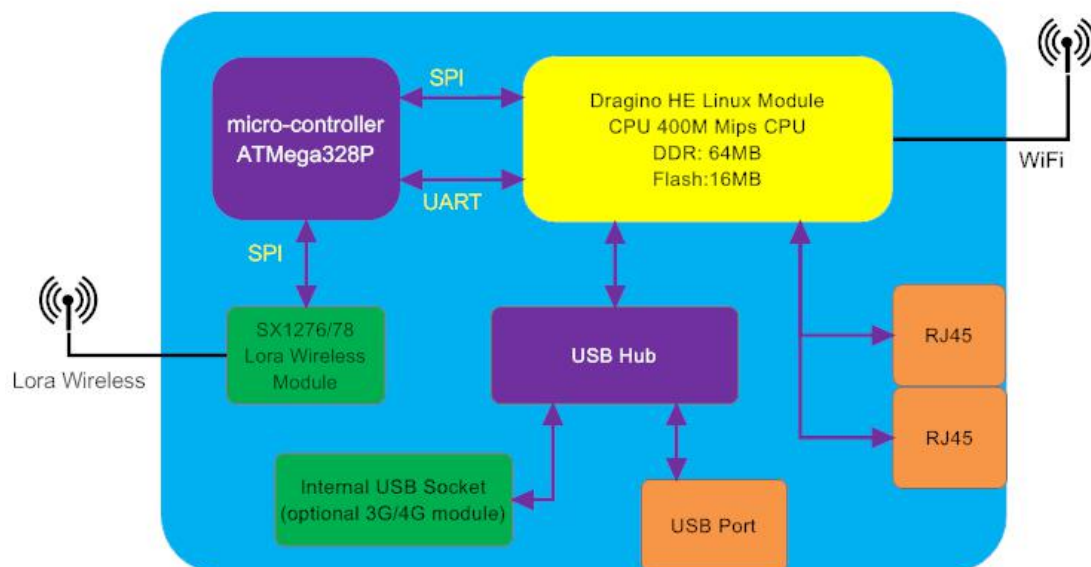 SPI
micro-controller
ATMega328P
Dragino HE Linux Module
CPU 400M Mips CPU
DDR: 64MB
Flash:16MB
WiFi
UART
SPI
SX1276/78
Lora Wireless
Module
Lora Wireless
USB Hub
RJ45
RJ45
Internal USB Socket
(optional 3G/4G module)
USB Port